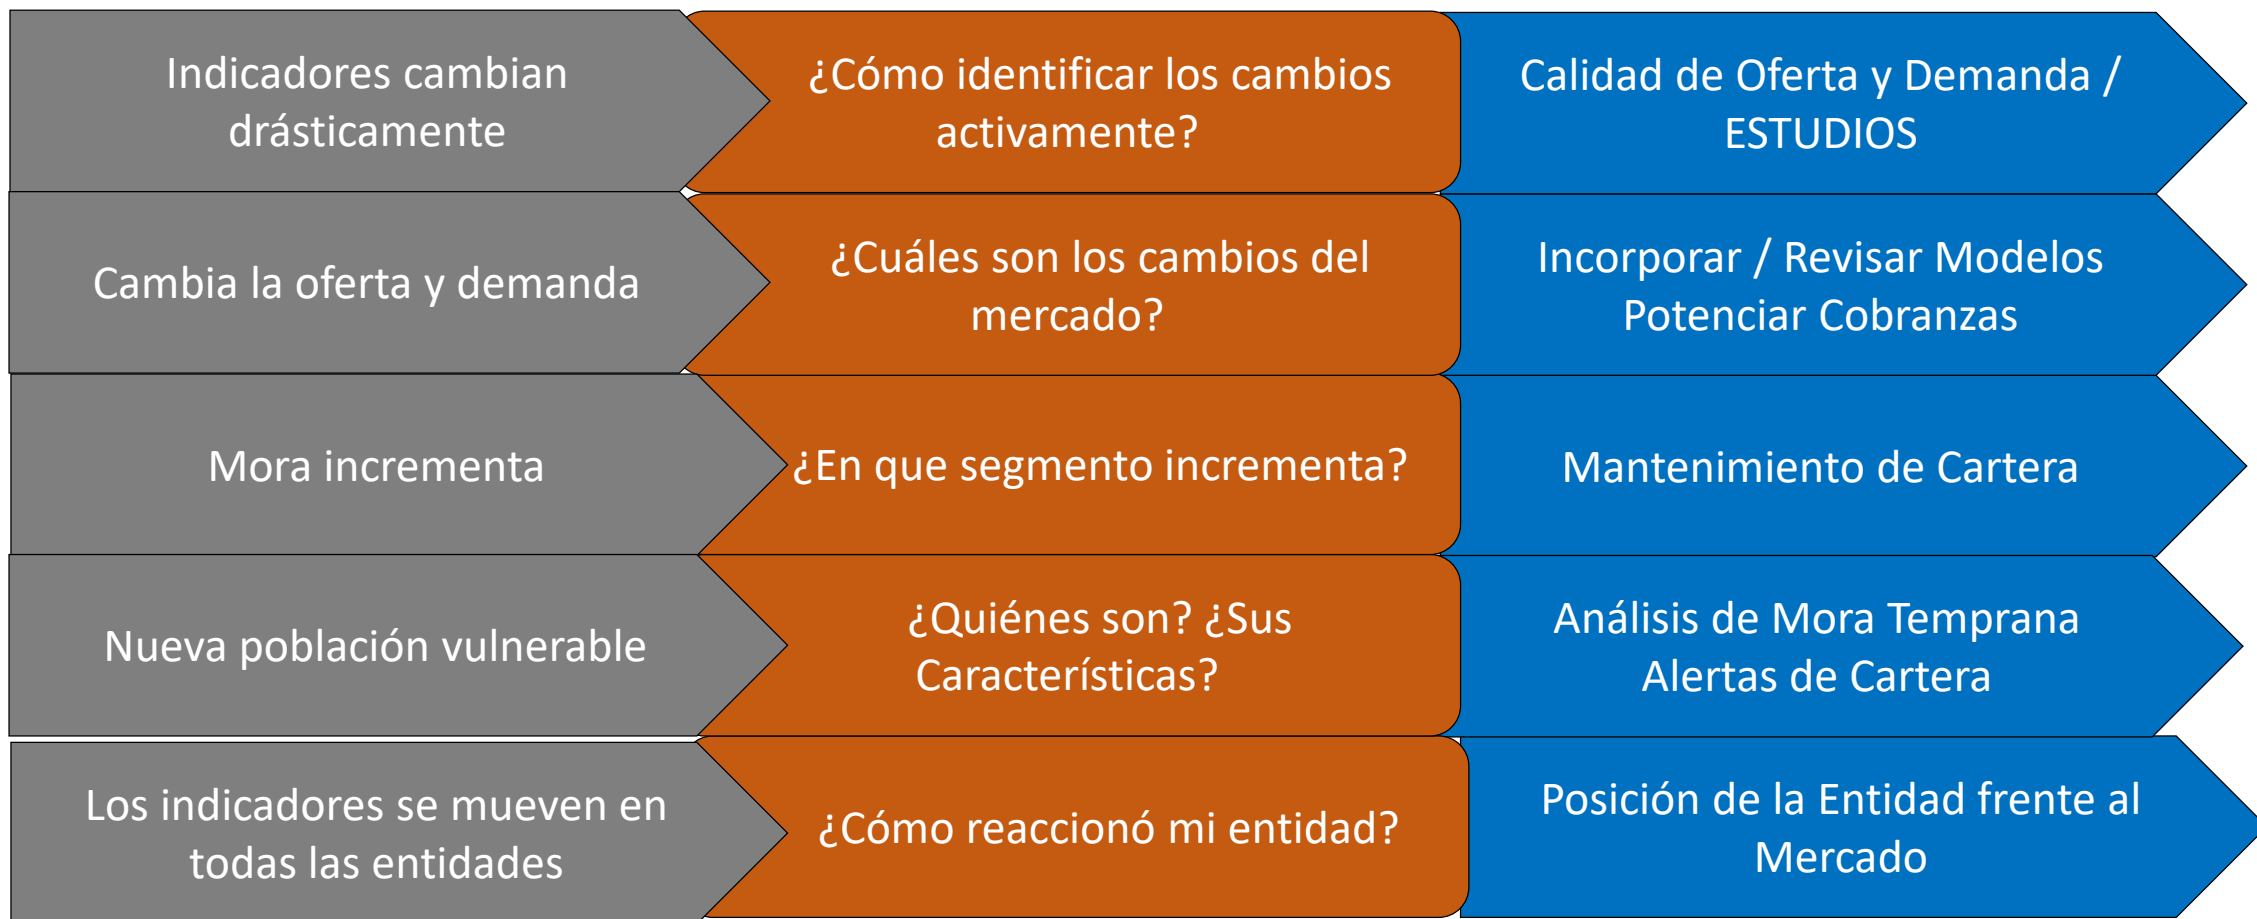 Indicadores cambian
drásticamente
¿Cómo identificar los cambios
activamente?
Calidad de Oferta y Demanda /
ESTUDIOS
Cambia la oferta y demanda
¿Cuáles son los cambios del
mercado?
Incorporar / Revisar Modelos
Potenciar Cobranzas
Mora incrementa
¿En que segmento incrementa?
Mantenimiento de Cartera
Nueva población vulnerable
¿Quiénes son? ¿Sus
Características?
Análisis de Mora Temprana
Alertas de Cartera
Los indicadores se mueven en
todas las entidades
¿Cómo reaccionó mi entidad?
Posición de la Entidad frente al
Mercado